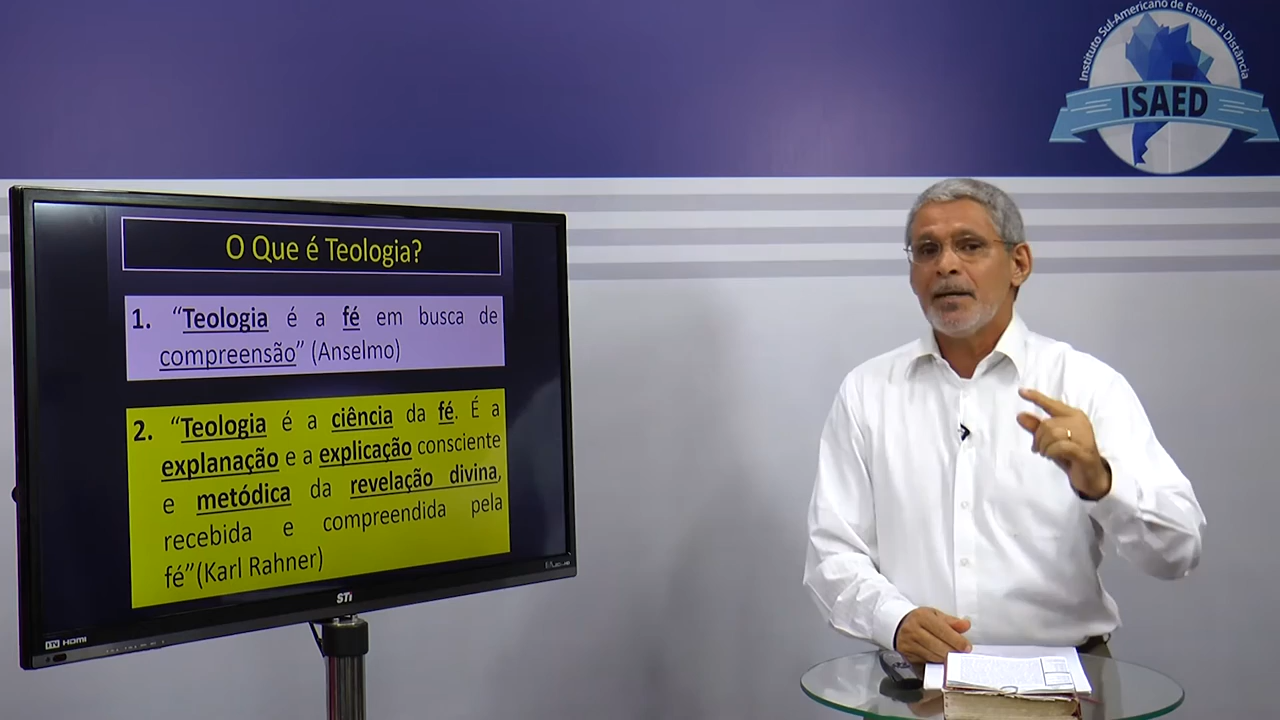 Instituto Sul-Americano de Ensino à Distância
ISAED
O Que é Teologia?
1. “Teologia é a fé em busca de
compreensão” (Anselmo)
2. “Teologia é a ciência da fé. É a
explanação e a explicação consciente
e metódica da revelação divina,
recebida e compreendida pela
fé”(Karl Rahner)
STi
HDMI